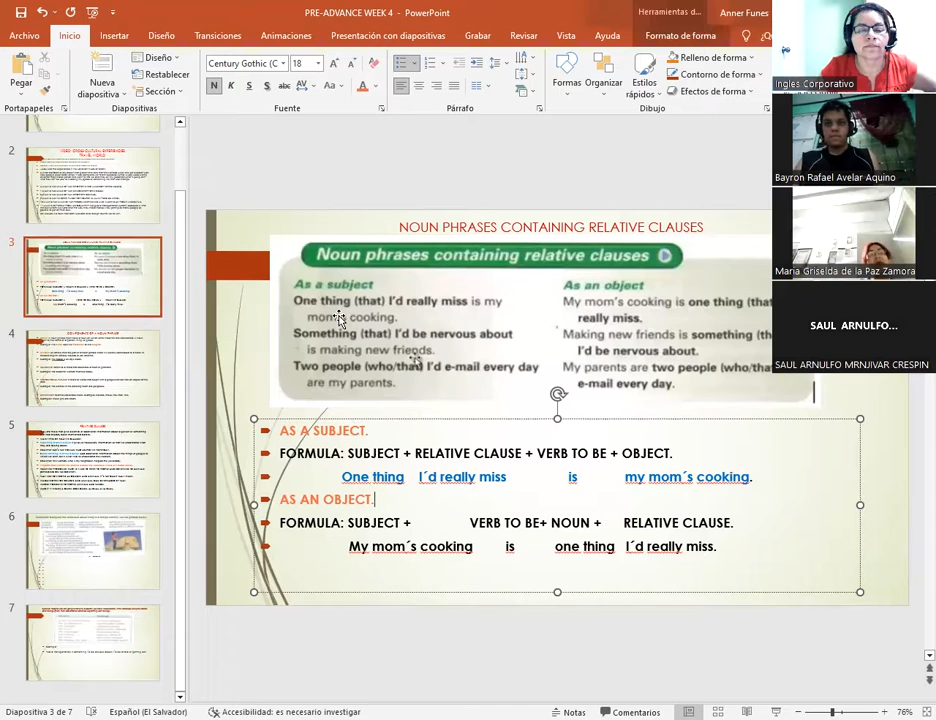 PRE-ADVANCE WEEK 4 - PowerPoint
Herramientas d...
Anner Funes
Archivo
Inicio
Insertar
Diseño
Transiciones
Animaciones
Presentación con diapositivas
Grabar
Revisar
Vista
Ayuda
Formato de forma
Pegar
Nueva
diapositiva
Diseño
Restablecer
Sección
Century Gothic (C
18
N K S
Aa
Formas
Organizar
Estilos
rápidos
Relleno de forma
Contorno de forma
Efectos de forma
Portapapeles
Diapositivas
Fuente
Párrafo
Dibujo
Ingles Corporativo
Bayron Rafael Avelar Aquino
Maria Griselda de la Paz Zamora
SAUL ARNULFO...
SAUL ARNULFO MRNJIVAR CRESPIN
2
3
4
5
6
7
NOUN PHRASES CONTAINING RELATIVE CLAUSES
Noun phrases containing relative clauses
As a subject
One thing (that) I'd really miss is my
mom's cooking.
Something (that) I'd be nervous about
is making new friends.
Two people (who/that) I'd e-mail every day
are my parents.
As an object
My mom's cooking is one thing (that
really miss.
Making new friends is something (tha
I'd be nervous about.
My parents are two people (who/tha
e-mail every day.
AS A SUBJECT.
FORMULA: SUBJECT + RELATIVE CLAUSE + VERB TO BE + OBJECT.
One thing I´d really miss is my mom´s cooking.
AS AN OBJECT.
FORMULA: SUBJECT + VERB TO BE+ NOUN + RELATIVE CLAUSE.
My mom´s cooking is one thing I´d really miss.
Diapositiva 3 de 7
Español (El Salvador)
Accesibilidad: es necesario investigar
Notas
Comentarios
76%